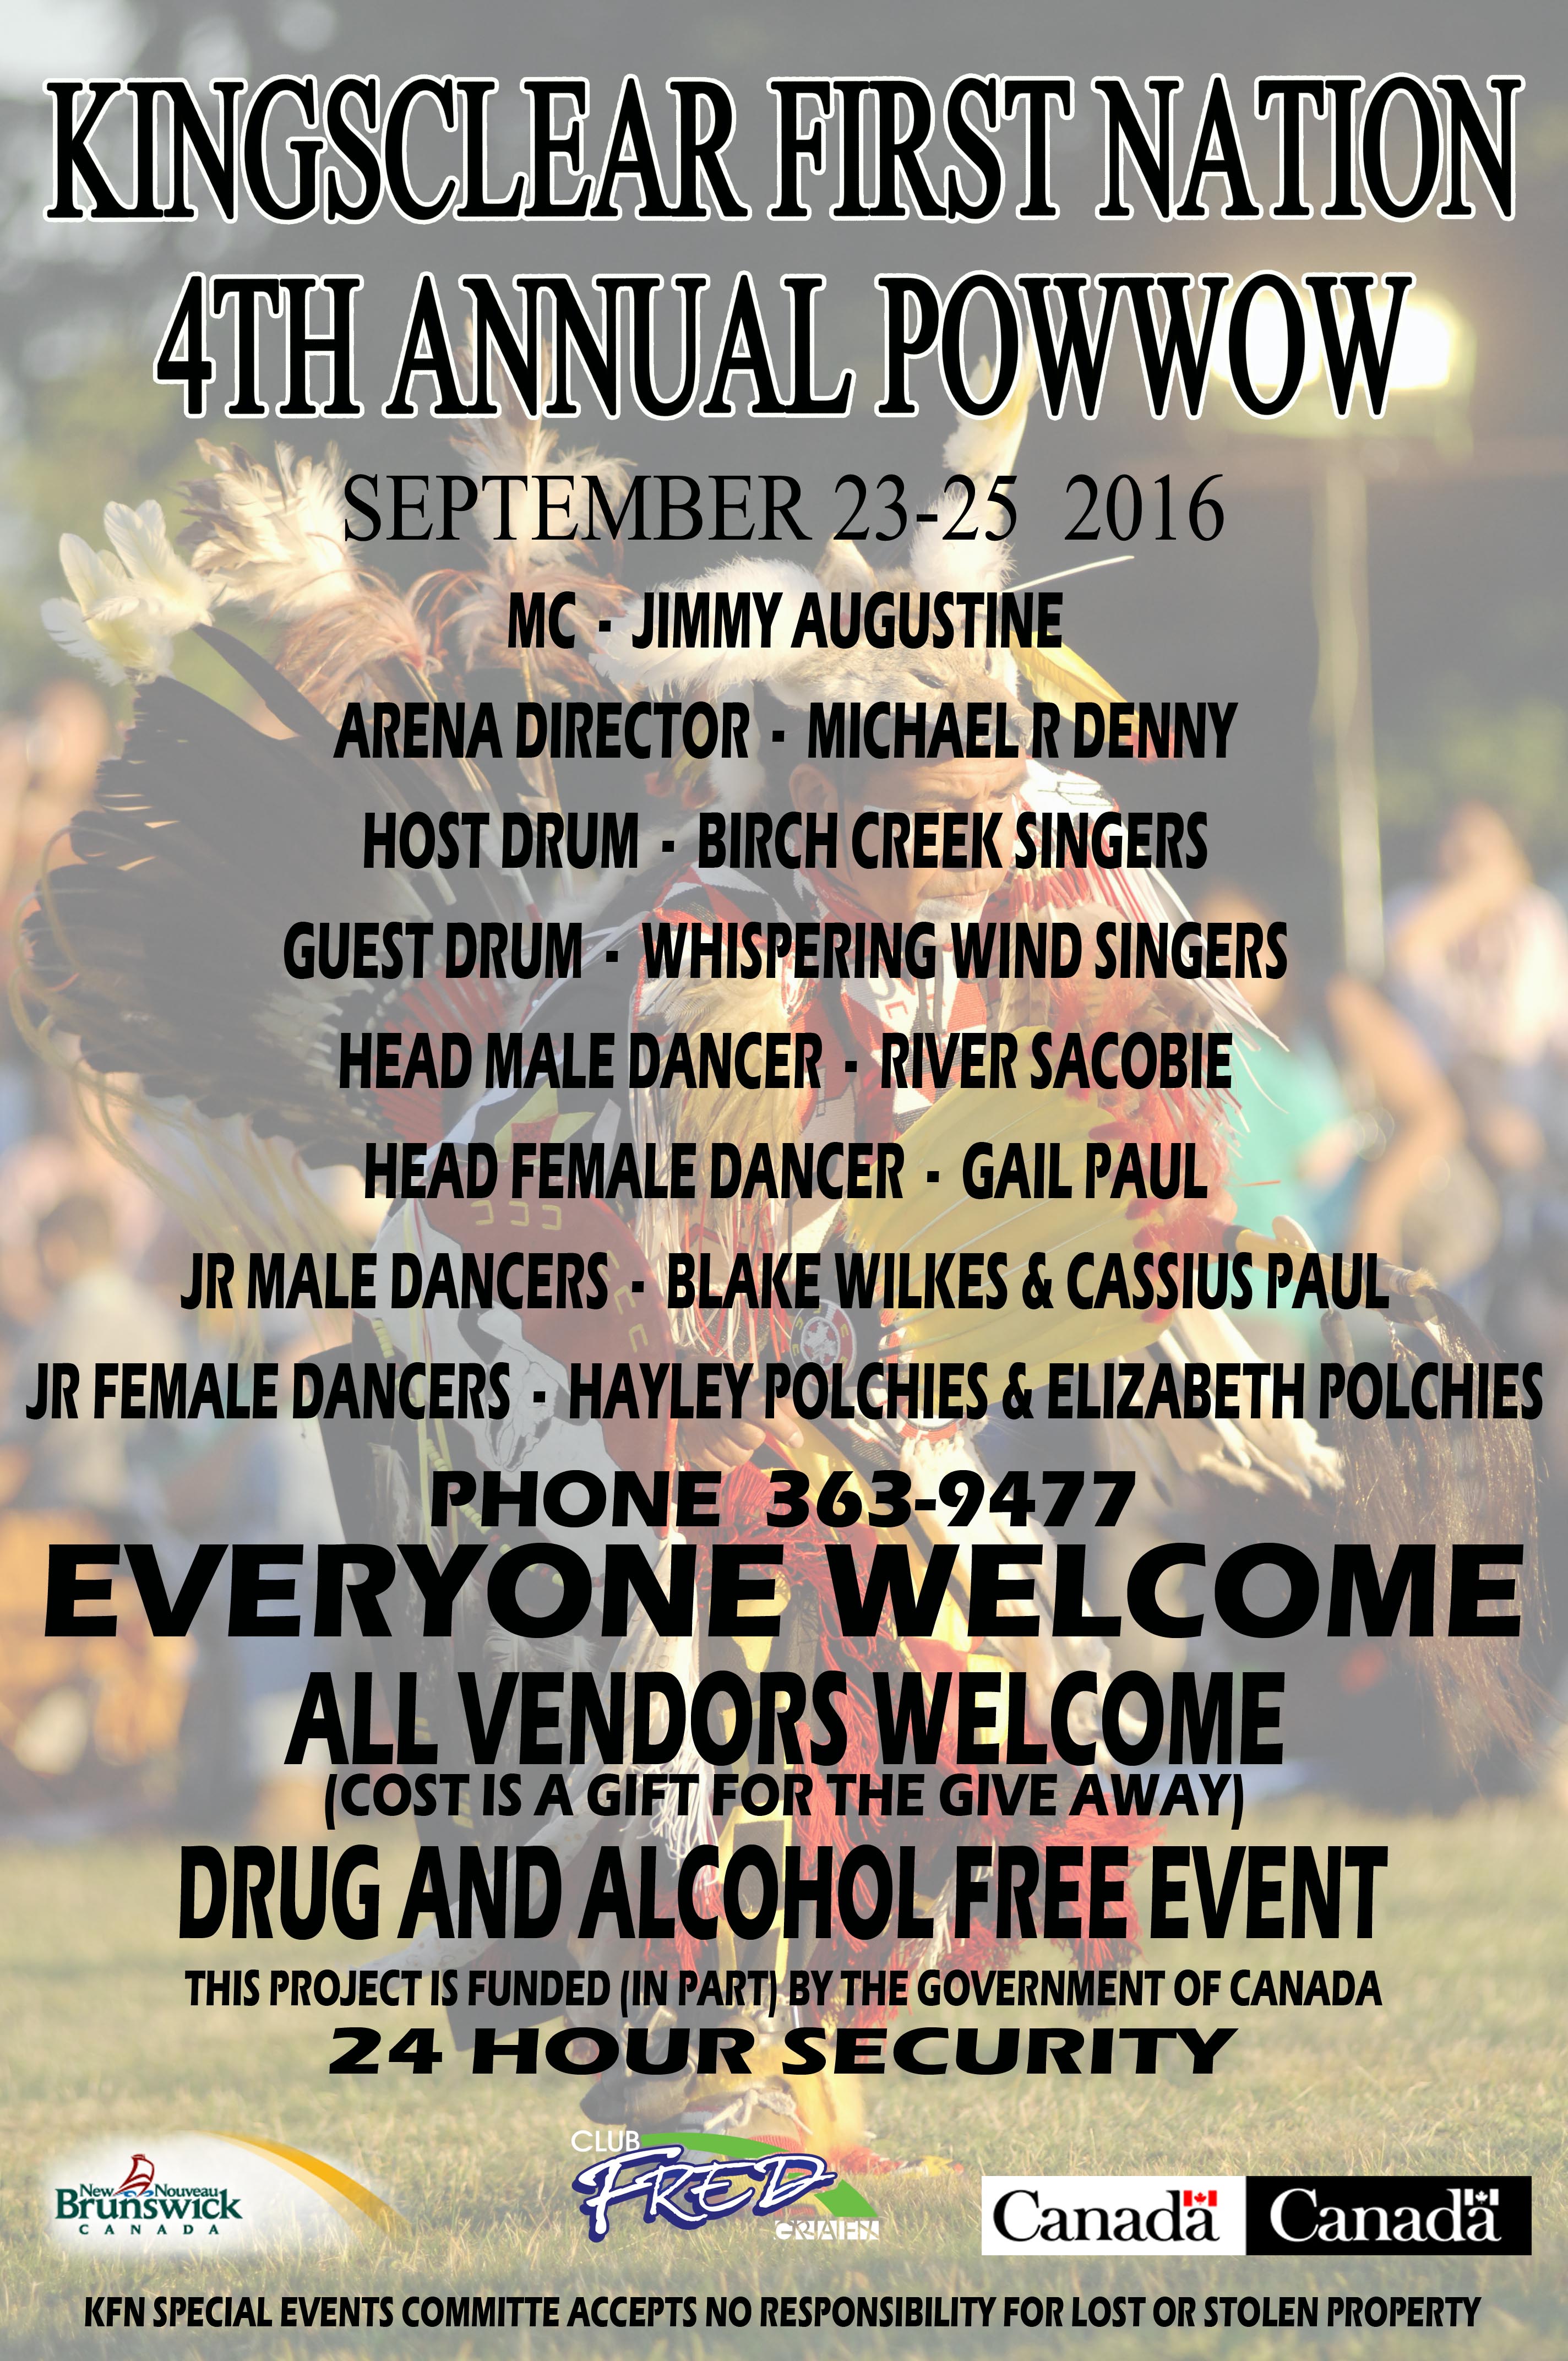 KINGSCLEAR FIRST NATION
4TH ANNUAL POWWOW
SEPTEMBER 23-25 2016
MC - JIMMY AUGUSTINE
ARENA DIRECTOR - MICHAEL R DENNY
HOST DRUM - BIRCH CREEK SINGERS
GUEST DRUM - WHISPERING WIND SINGERS
HEAD MALE DANCER - RIVER SACOBIE
HEAD FEMALE DANCER - GAIL PAUL
JR MALE DANCERS - BLAKE WILKES & CASSIUS PAUL
JR FEMALE DANCERS - HAYLEY POLCHIES & ELIZABETH POLCHIES
PHONE 363-9477
EVERYONE WELCOME
ALL VENDORS WELCOME
(COST IS A GIFT FOR THE GIVE AWAY)
DRUG AND ALCOHOL FREE EVENT
THIS PROJECT IS FUNDED (IN PART) BY THE GOVERNMENT OF CANADA
24 HOUR SECURITY
New Nouveau
Brunswick
CANADA
CLUB
FRED
Canada Canada
KFN SPECIAL EVENTS COMMITTE ACCEPTS NO RESPONSIBILITY FOR LOST OR STOLEN PROPERTY